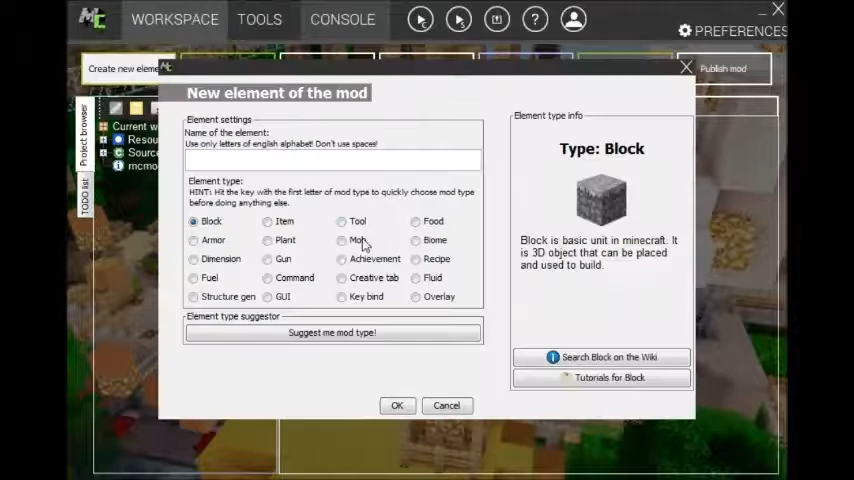 WORKSPACE TOOLS CONSOLE
PREFERENCES
Create new eleme
Publish mod
Project browser
TODO list
Current w
Resou
Source
mcmo
New element of the mod
Element settings
Name of the element:
Use only letters of english alphabet! Don't use spaces!
Element type:
HINT: Hit the key with the first letter of mod type to quickly choose mod type
before doing anything else.
Block Item Tool Food
Armor Plant Mob Biome
Dimension Gun Achievement Recipe
Fuel Command Creative tab Fluid
Structure gen GUI Key bind Overlay
Element type suggestor
Suggest me mod type!
OK Cancel
Element type info
Type: Block
Block is basic unit in minecraft. It
is 3D object that can be placed
and used to build.
Search Block on the Wiki
Tutorials for Block